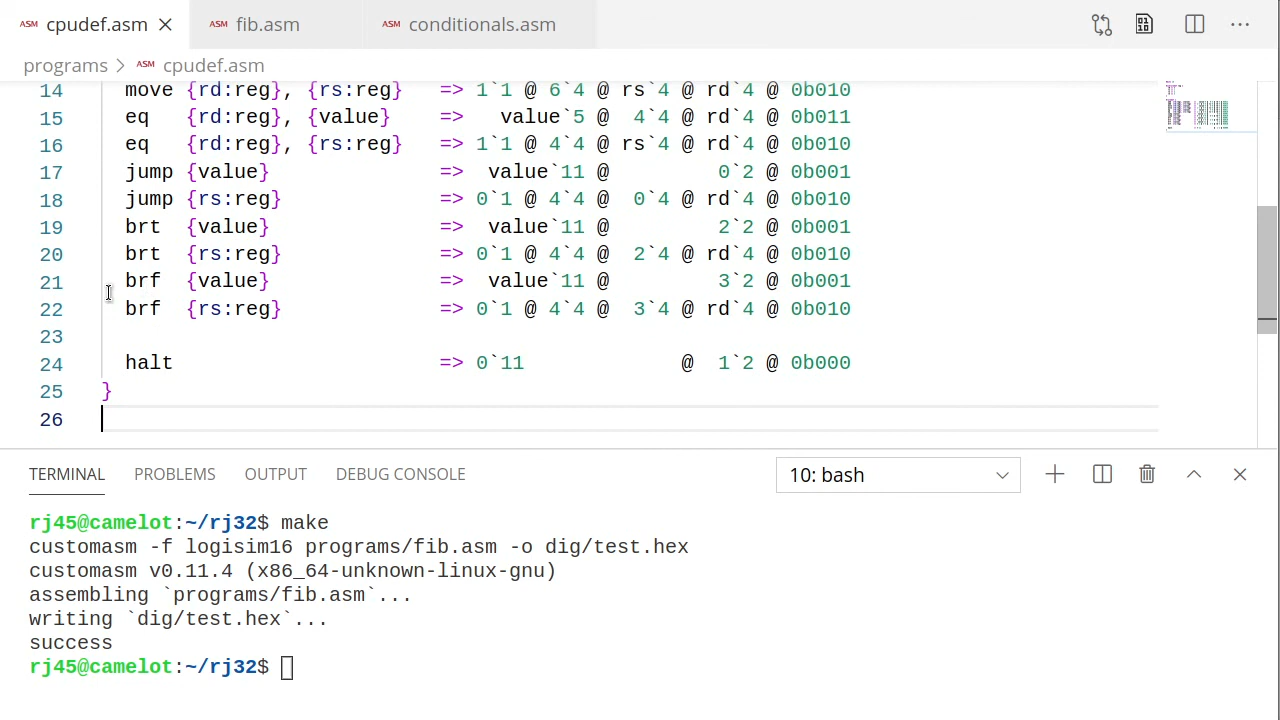 ASM cpudef.asm ASM fib.asm ASM conditionals.asm
programs > ASM cpudef.asm
14 move {rd:reg}, {rs:reg} => 1`1 @ 6`4 @ rs`4 @ rd`4 @ 0b010
15 eq {rd:reg}, {value} => value`5 @ 4`4 @ rd`4 @ 0b011
16 eq {rd:reg}, {rs:reg} => 1`1 @ 4`4 @ rs`4 @ rd`4 @ 0b010
17 jump {value} => value`11 @ 0`2 @ 0b001
18 jump {rs:reg} => 0`1 @ 4`4 @ 0`4 @ rd`4 @ 0b010
19 brt {value} => value`11 @ 2`2 @ 0b001
20 brt {rs:reg} => 0`1 @ 4`4 @ 2`4 @ rd`4 @ 0b010
21 brf {value} => value`11 @ 3`2 @ 0b001
22 brf {rs:reg} => 0`1 @ 4`4 @ 3`4 @ rd`4 @ 0b010
23
24 halt => 0`11 @ 1`2 @ 0b000
25 }
26
TERMINAL PROBLEMS OUTPUT DEBUG CONSOLE 10: bash
rj45@camelot:~/rj32$ make
customasm -f logisim16 programs/fib.asm -o dig/test.hex
customasm v0.11.4 (x86_64-unknown-linux-gnu)
assembling `programs/fib.asm`...
writing `dig/test.hex`...
success
rj45@camelot:~/rj32$